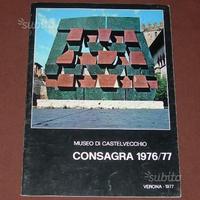 MUSEO DI CASTELVECCHIO
CONSAGRA 1976/77
VERONA - 1977
subito